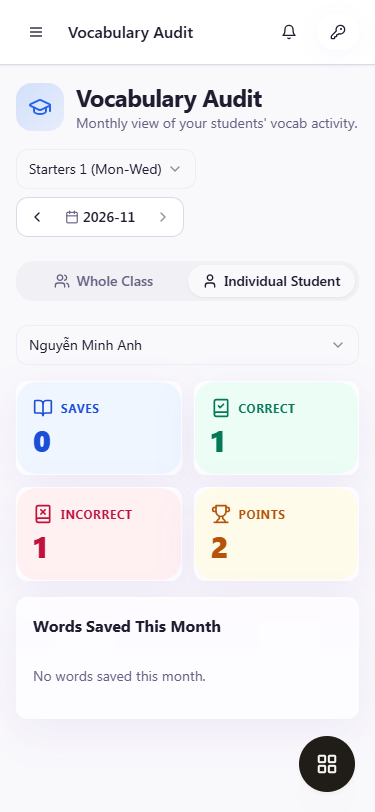 Vocabulary Audit
Vocabulary Audit
Monthly view of your students' vocab activity.
Starters 1 (Mon-Wed)
2026-11
Whole Class
Individual Student
Nguyễn Minh Anh
SAVES
0
CORRECT
1
INCORRECT
1
POINTS
2
Words Saved This Month
No words saved this month.